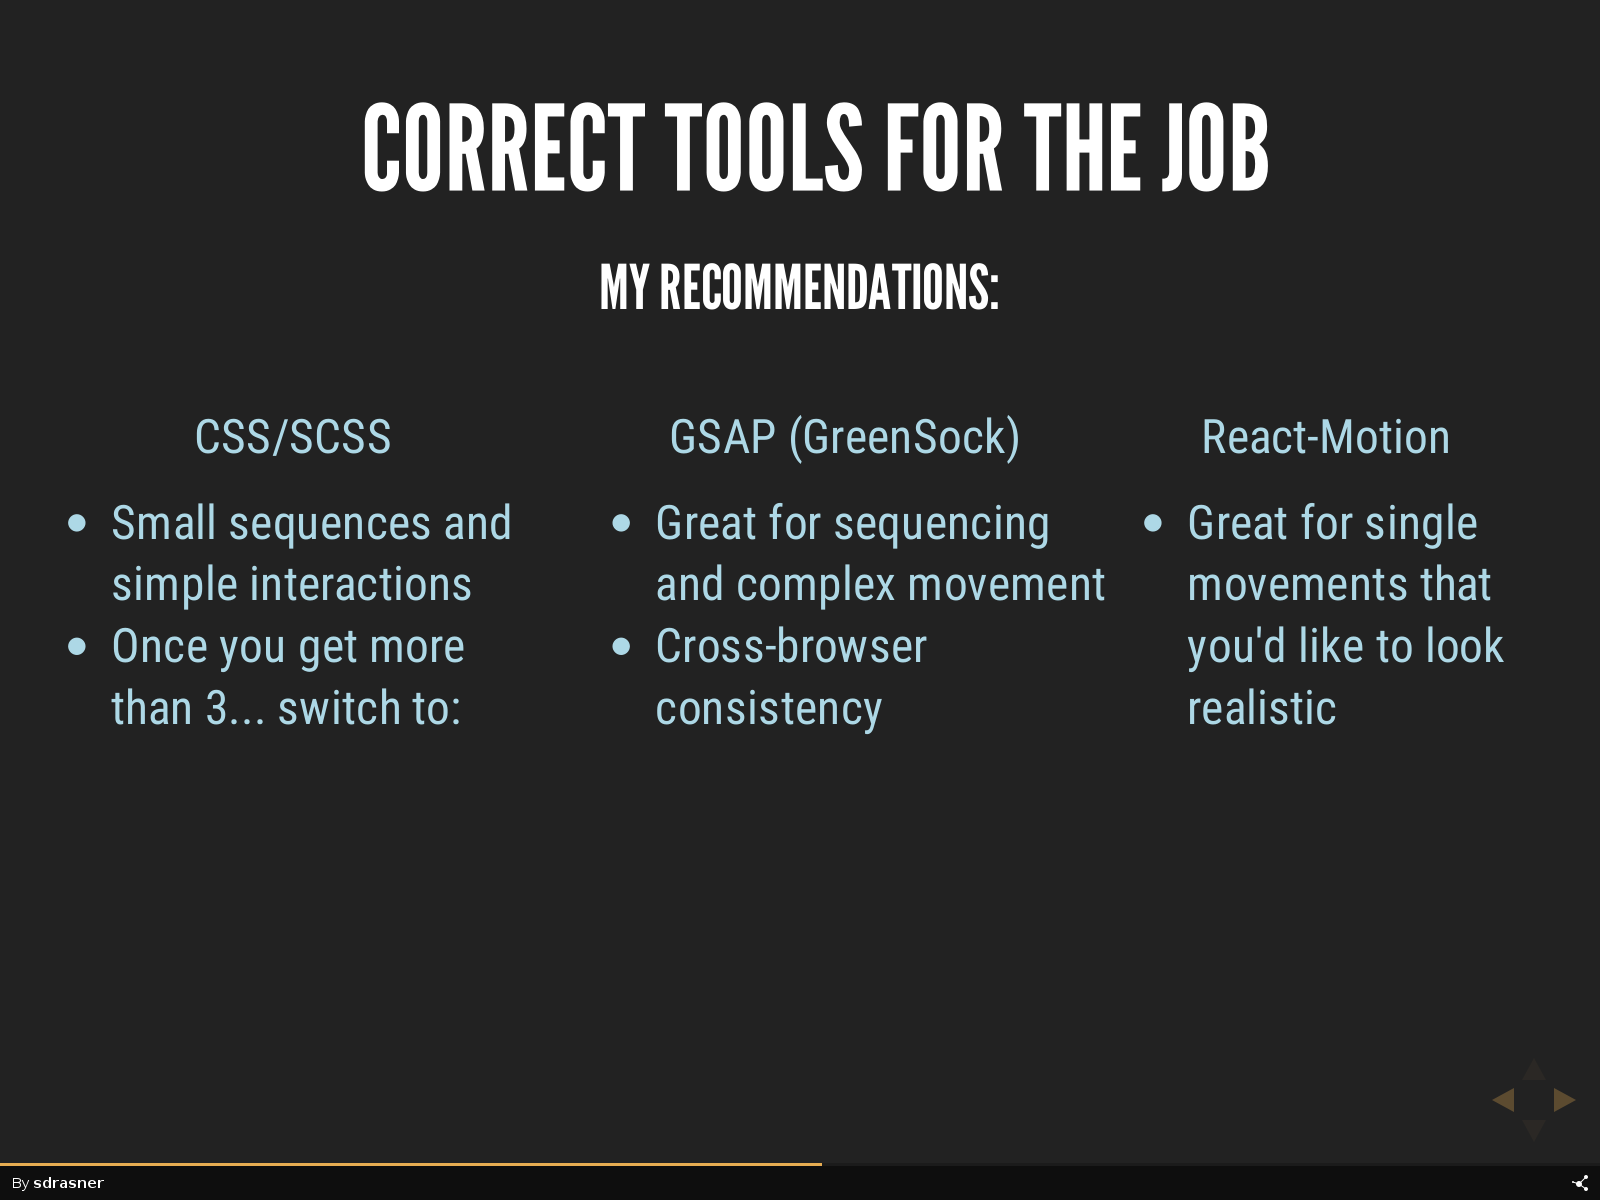 CORRECT TOOLS FOR THE JOB
MY RECOMMENDATIONS:
CSS/SCSS
Small sequences and
simple interactions
Once you get more
than 3... switch to:
GSAP (GreenSock)
Great for sequencing
and complex movement
Cross-browser
consistency
React-Motion
Great for single
movements that
you'd like to look
realistic
By sdrasner